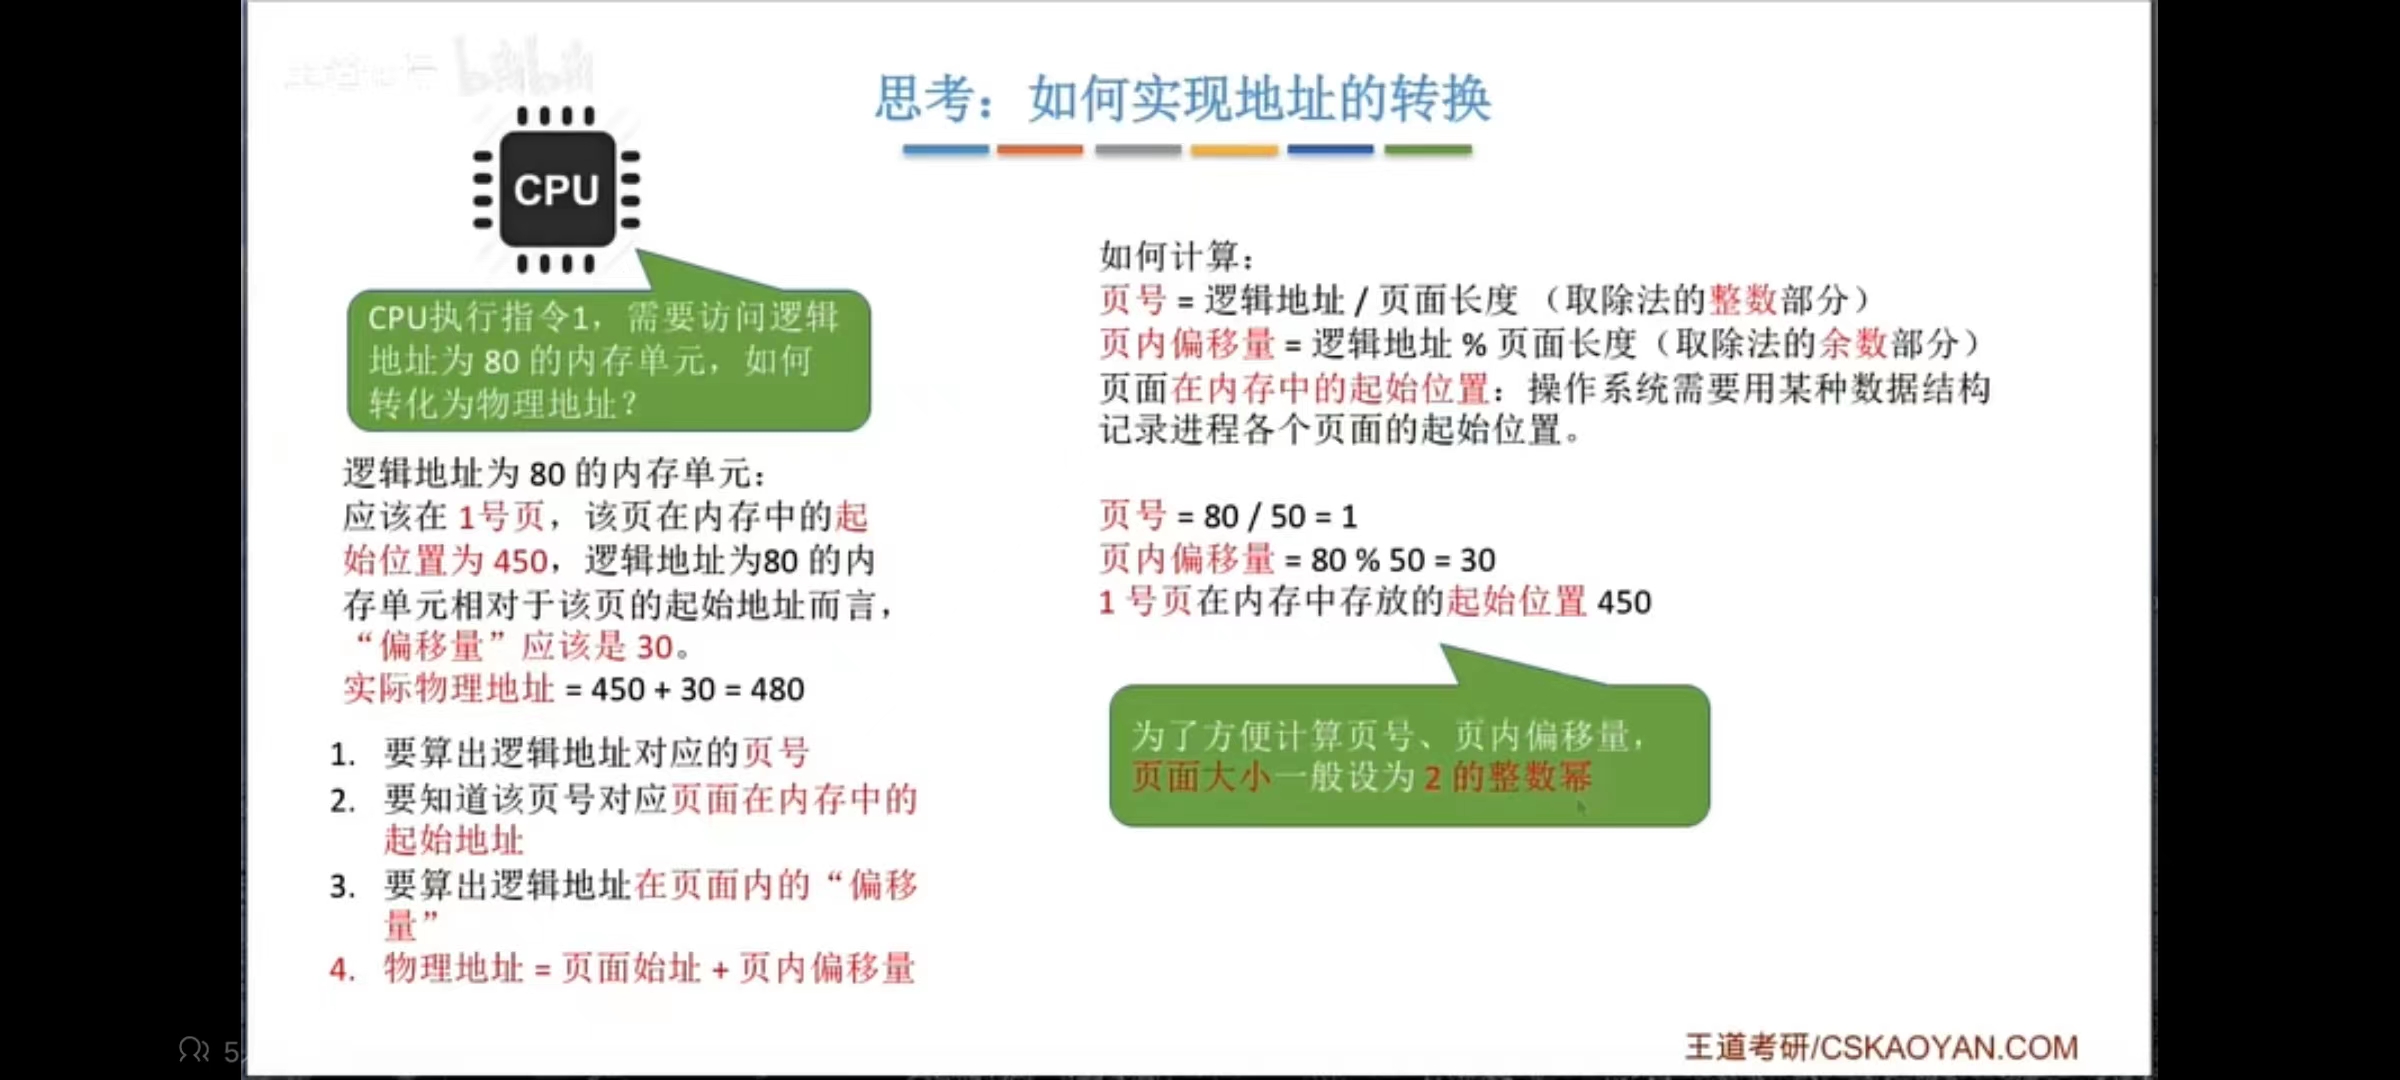 bilibili
思考：如何实现地址的转换
CPU
CPU执行指令1，需要访问逻辑
地址为 80 的内存单元，如何
转化为物理地址？
逻辑地址为 80 的内存单元：
应该在 1号页，该页在内存中的起
始位置为 450，逻辑地址为80 的内
存单元相对于该页的起始地址而言，
“偏移量”应该是 30。
实际物理地址 = 450 + 30 = 480
1. 要算出逻辑地址对应的页号
2. 要知道该页号对应页面在内存中的
起始地址
3. 要算出逻辑地址在页面内的“偏移
量”
4. 物理地址 = 页面始址 + 页内偏移量
如何计算：
页号 = 逻辑地址 / 页面长度 （取除法的整数部分）
页内偏移量 = 逻辑地址 % 页面长度（取除法的余数部分）
页面在内存中的起始位置：操作系统需要用某种数据结构
记录进程各个页面的起始位置。
页号 = 80 / 50 = 1
页内偏移量 = 80 % 50 = 30
1 号页在内存中存放的起始位置 450
为了方便计算页号、页内偏移量，
页面大小一般设为 2 的整数幂
王道考研/CSKAOYAN.COM
5